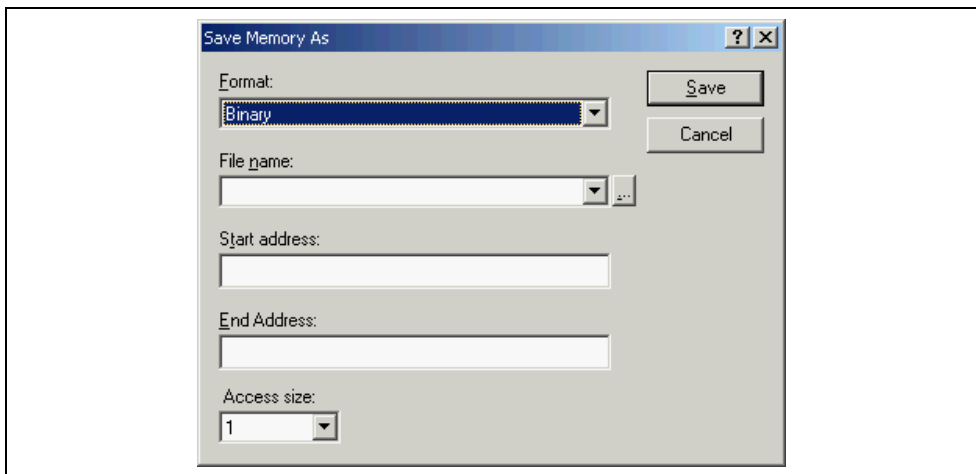 Save Memory As
Format:
Save
Binary
Cancel
File name:
...
Start address:
End Address:
Access size:
1